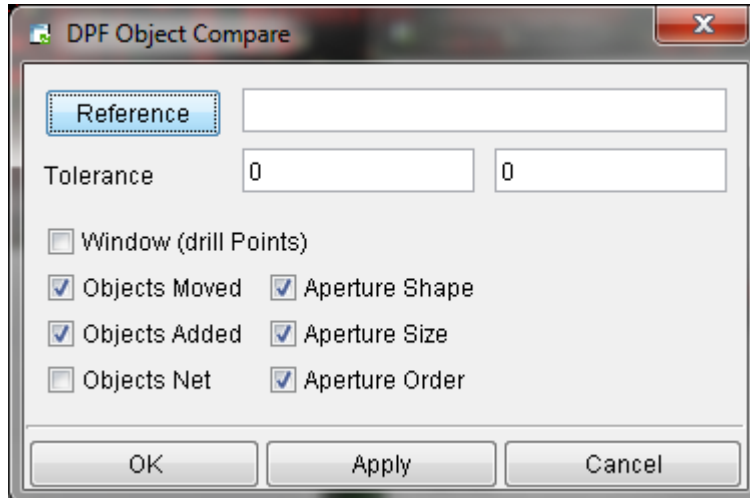 DPF Object Compare
Reference
Tolerance 0 0
Window (drill Points)
Objects Moved Aperture Shape
Objects Added Aperture Size
Objects Net Aperture Order
OK Apply Cancel